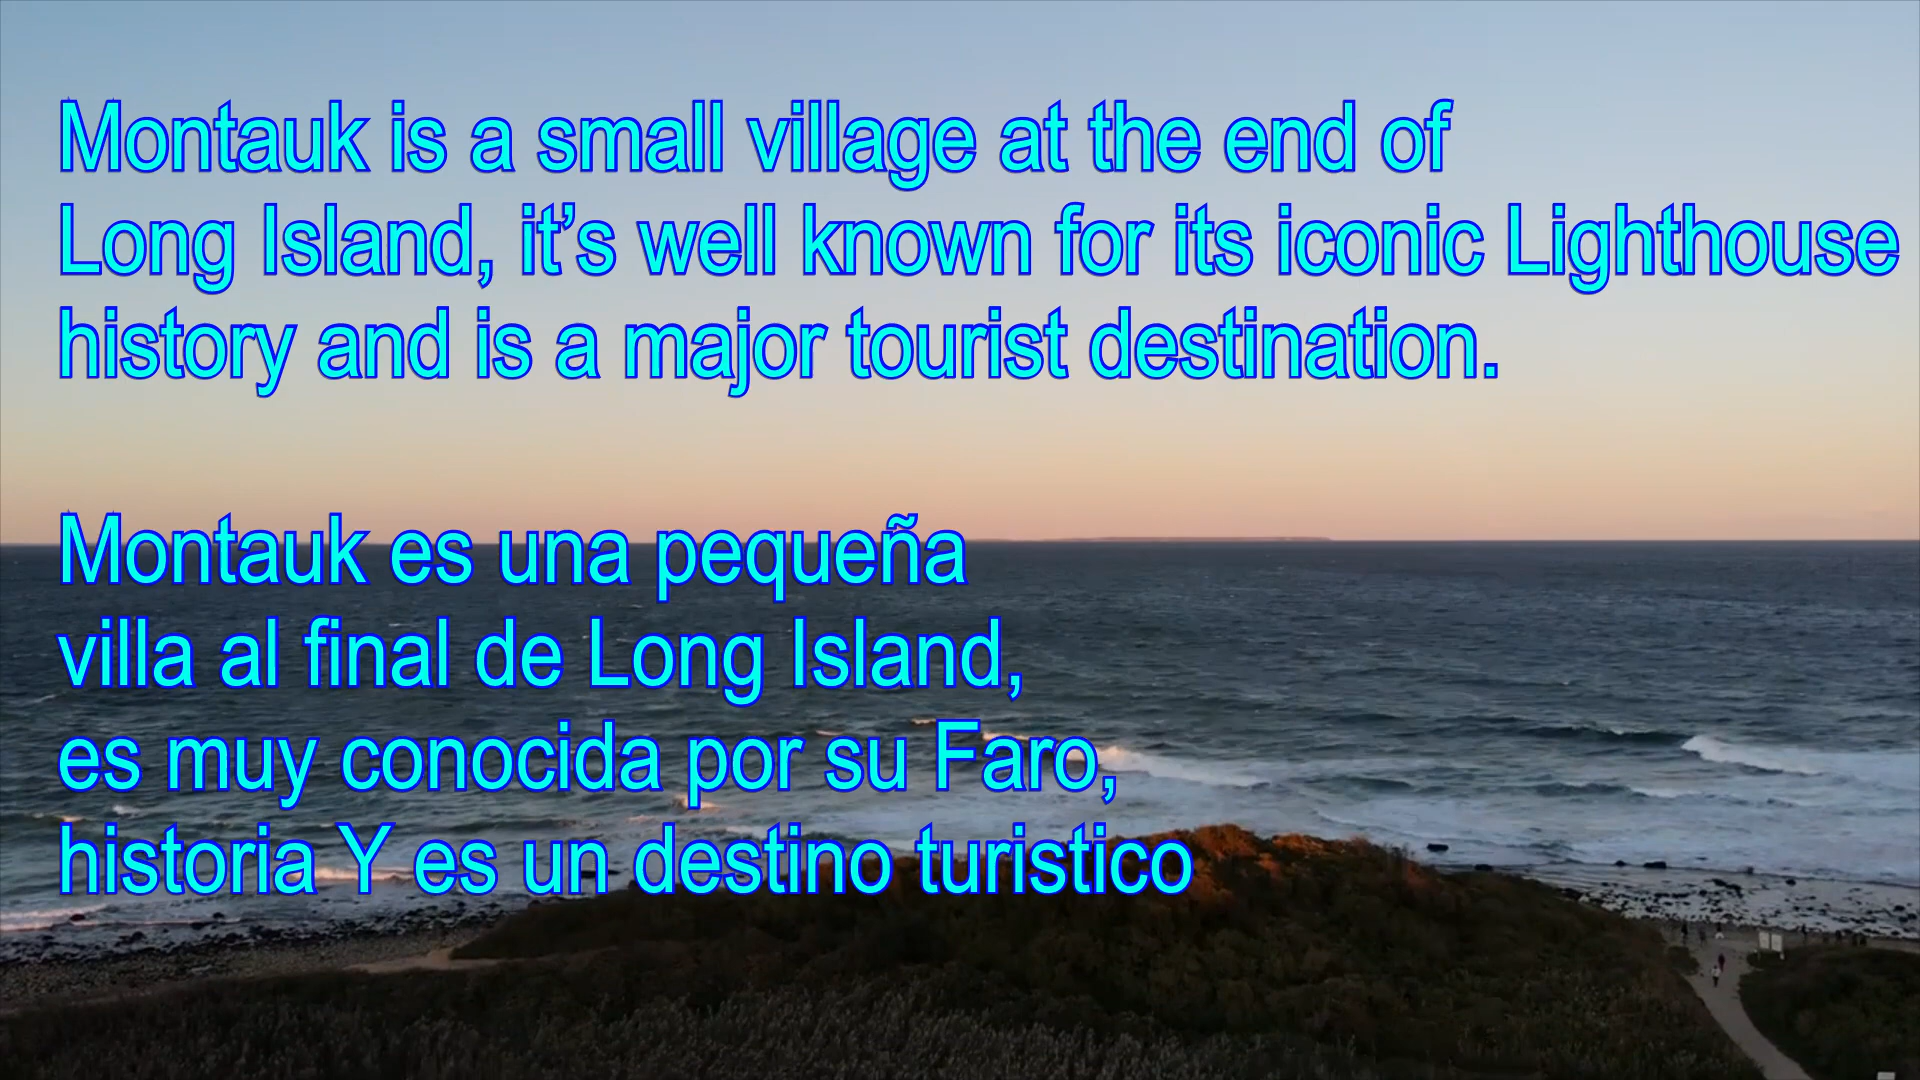 Montauk is a small village at the end of
Long Island, it’s well known for its iconic Lighthouse
history and is a major tourist destination.
Montauk es una pequeña
villa al final de Long Island,
es muy conocida por su Faro,
historia Y es un destino turistico